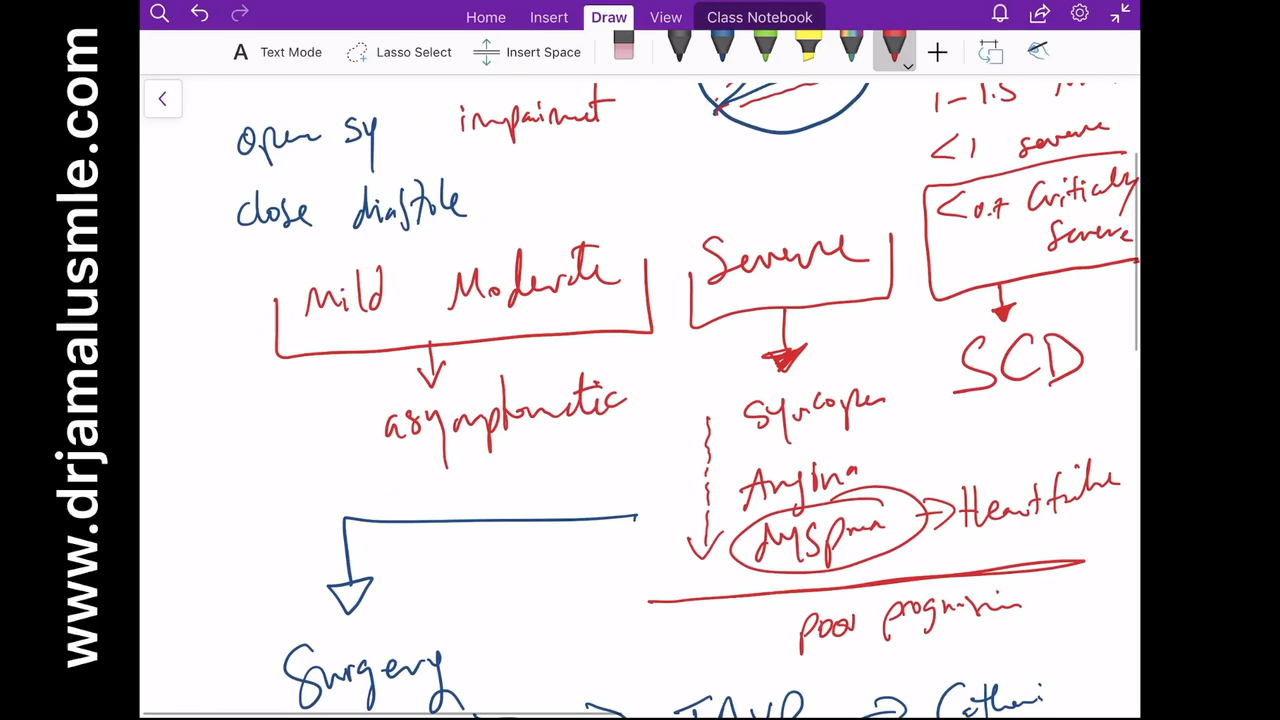 www.drjamalusmle.com
Home Insert Draw View Class Notebook
Text Mode Lasso Select Insert Space
open sy
impairment
close diastole
1-1.5
<1 severe
<0.7 Critically
severe
Mild Moderate
Severe
asymptomatic
SCD
Syncope
Angina
dyspnea → Heart failure
poor prognosis
Surgery
TAVR →